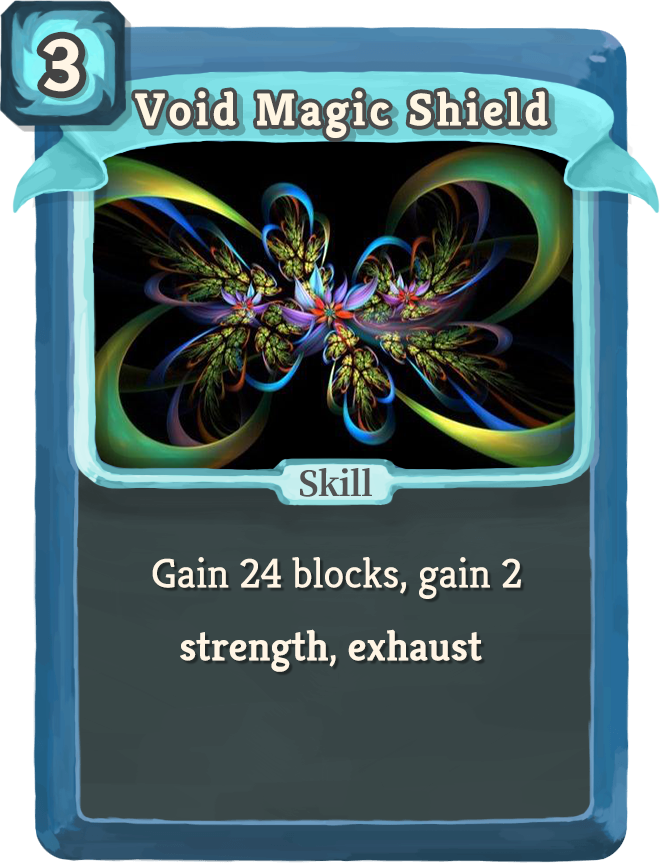 3
Void Magic Shield
Skill
Gain 24 blocks, gain 2
strength, exhaust